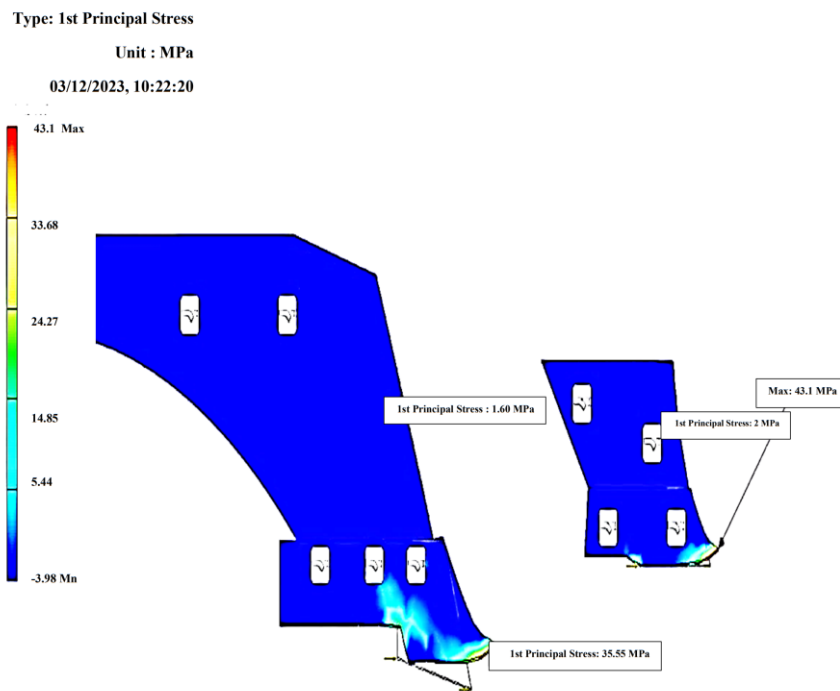 Type: 1st Principal Stress
Unit : MPa
03/12/2023, 10:22:20
43.1 Max
33.68
24.27
14.85
5.44
-3.98 Mn
1st Principal Stress : 1.60 MPa
Max: 43.1 MPa
1st Principal Stress: 2 MPa
1st Principal Stress: 35.55 MPa